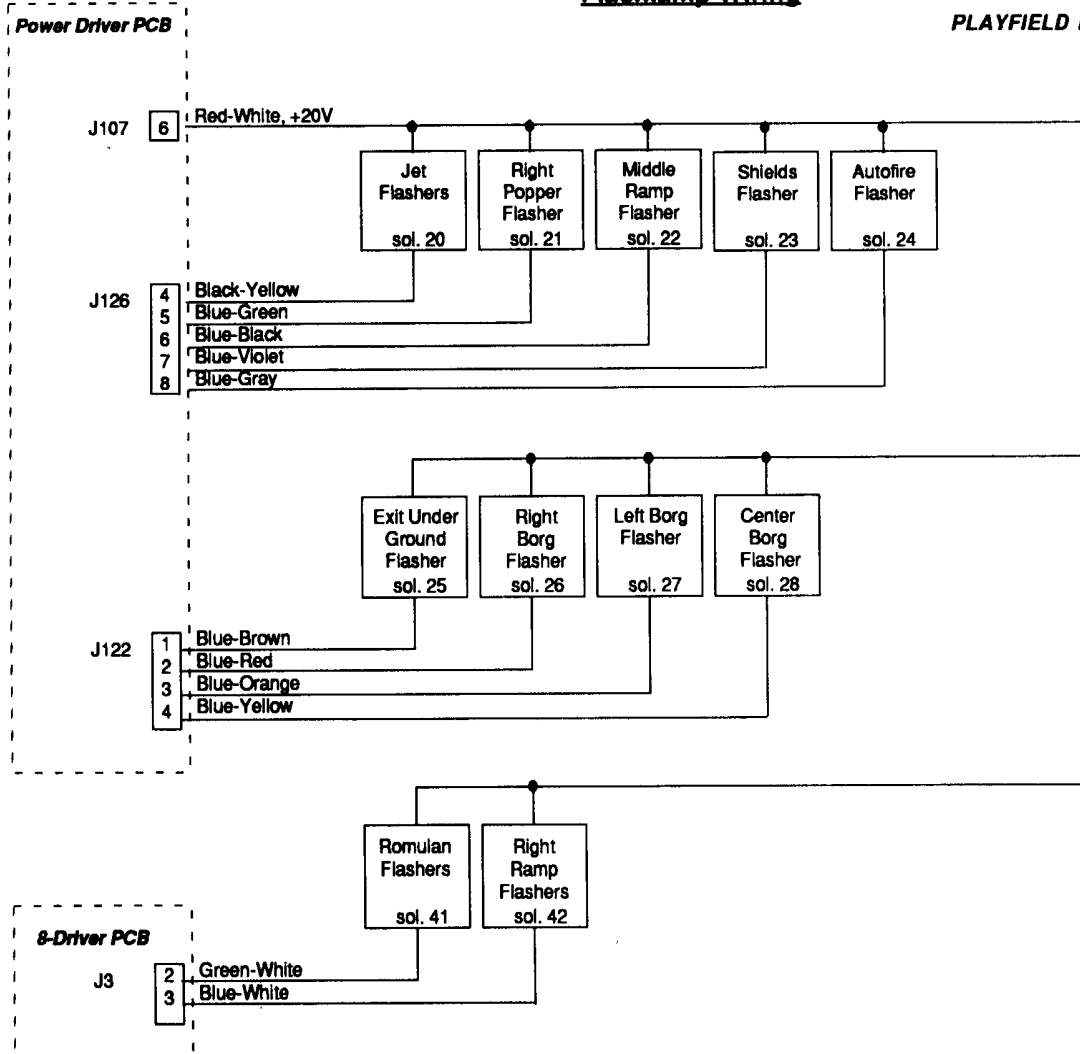 Power Driver PCB
PLAYFIELD
J107
6
Red-White, +20V
Jet
Flashers
sol. 20
Right
Popper
Flasher
sol. 21
Middle
Ramp
Flasher
sol. 22
Shields
Flasher
sol. 23
Autofire
Flasher
sol. 24
J126
4
Black-Yellow
5
Blue-Green
6
Blue-Black
7
Blue-Violet
8
Blue-Gray
Exit Under
Ground
Flasher
sol. 25
Right
Borg
Flasher
sol. 26
Left Borg
Flasher
sol. 27
Center
Borg
Flasher
sol. 28
J122
1
Blue-Brown
2
Blue-Red
3
Blue-Orange
4
Blue-Yellow
Romulan
Flashers
sol. 41
Right
Ramp
Flashers
sol. 42
8-Driver PCB
J3
2
Green-White
3
Blue-White